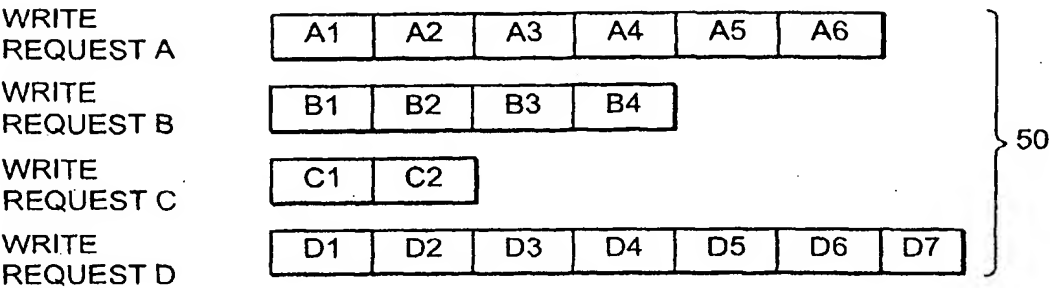 WRITE
REQUEST A
A1 A2 A3 A4 A5 A6
WRITE
REQUEST B
B1 B2 B3 B4
50
WRITE
REQUEST C
C1 C2
WRITE
REQUEST D
D1 D2 D3 D4 D5 D6 D7